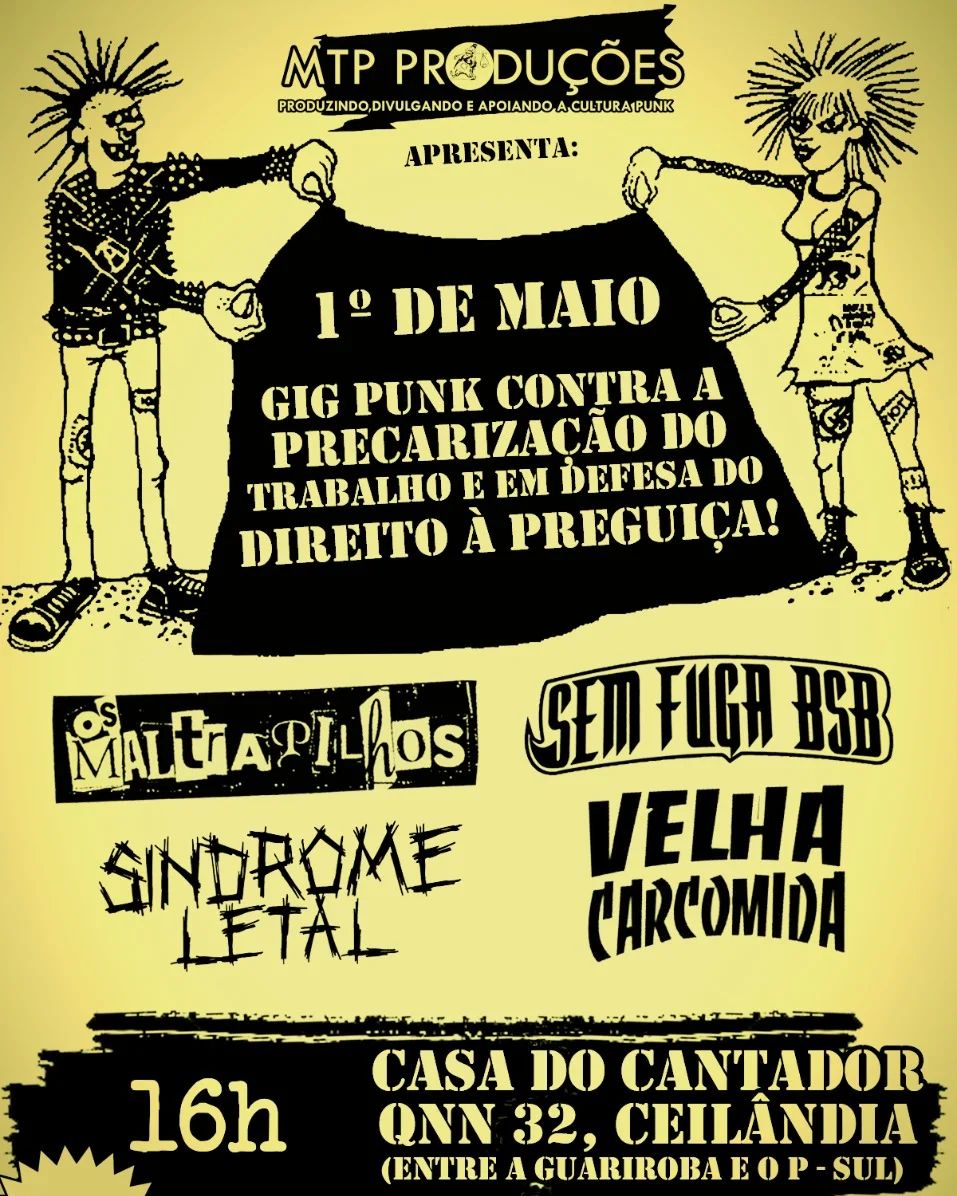 MTP PRODUÇÕES
PRODUZINDO, DIVULGANDO E APOIANDO A CULTURA PUNK
APRESENTA:
1º DE MAIO
GIG PUNK CONTRA A
PRECARIZAÇÃO DO
TRABALHO E EM DEFESA DO
DIREITO À PREGUIÇA!
OS MALTRAPILHOS
SEM FUGA BSB
SINDROME
LETAL
VELHA
CARCOMIDA
16h
CASA DO CANTADOR
QNN 32, CEILÂNDIA
(ENTRE A GUARIROBA E O P - SUL)